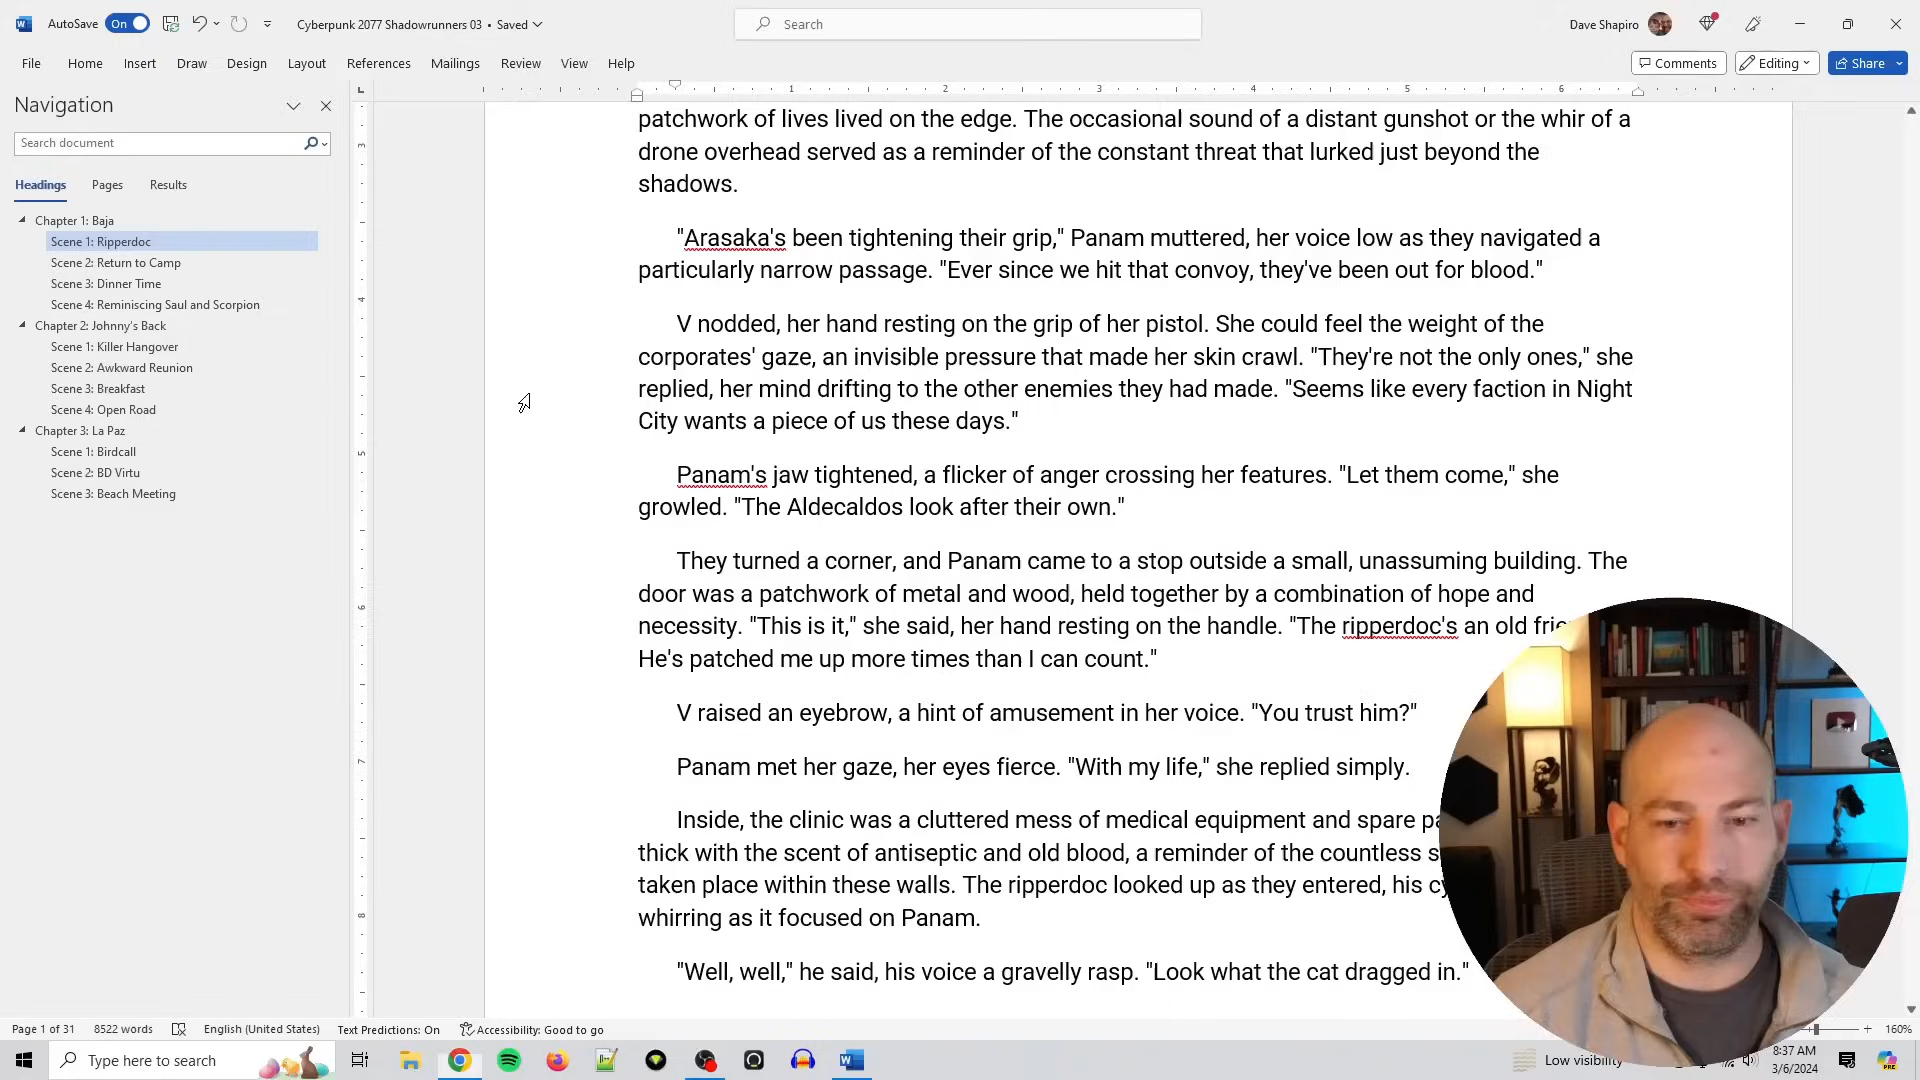 AutoSave On Cyberpunk 2077 Shadowrunners 03 • Saved Search Dave Shapiro
File Home Insert Draw Design Layout References Mailings Review View Help Comments Editing Share
Navigation
Search document
Headings Pages Results
Chapter 1: Baja
Scene 1: Ripperdoc
Scene 2: Return to Camp
Scene 3: Dinner Time
Scene 4: Reminiscing Saul and Scorpion
Chapter 2: Johnny's Back
Scene 1: Killer Hangover
Scene 2: Awkward Reunion
Scene 3: Breakfast
Scene 4: Open Road
Chapter 3: La Paz
Scene 1: Birdcall
Scene 2: BD Virtu
Scene 3: Beach Meeting
1 2 3 4 5 6
3
4
5
6
7
8
patchwork of lives lived on the edge. The occasional sound of a distant gunshot or the whir of a
drone overhead served as a reminder of the constant threat that lurked just beyond the
shadows.
"Arasaka's been tightening their grip," Panam muttered, her voice low as they navigated a
particularly narrow passage. "Ever since we hit that convoy, they've been out for blood."
V nodded, her hand resting on the grip of her pistol. She could feel the weight of the
corporates' gaze, an invisible pressure that made her skin crawl. "They're not the only ones," she
replied, her mind drifting to the other enemies they had made. "Seems like every faction in Night
City wants a piece of us these days."
Panam's jaw tightened, a flicker of anger crossing her features. "Let them come," she
growled. "The Aldecaldos look after their own."
They turned a corner, and Panam came to a stop outside a small, unassuming building. The
door was a patchwork of metal and wood, held together by a combination of hope and
necessity. "This is it," she said, her hand resting on the handle. "The ripperdoc's an old
He's patched me up more times than I can count."
V raised an eyebrow, a hint of amusement in her voice. "You trust him?"
Panam met her gaze, her eyes fierce. "With my life," she replied simply.
Inside, the clinic was a cluttered mess of medical equipment and spare
thick with the scent of antiseptic and old blood, a reminder of the countless
taken place within these walls. The ripperdoc looked up as they entered, his
whirring as it focused on Panam.
"Well, well," he said, his voice a gravelly rasp. "Look what the cat dragged in."
Page 1 of 31 8522 words English (United States) Text Predictions: On Accessibility: Good to go 160%
Type here to search Low visibility 8:37 AM
3/6/2024